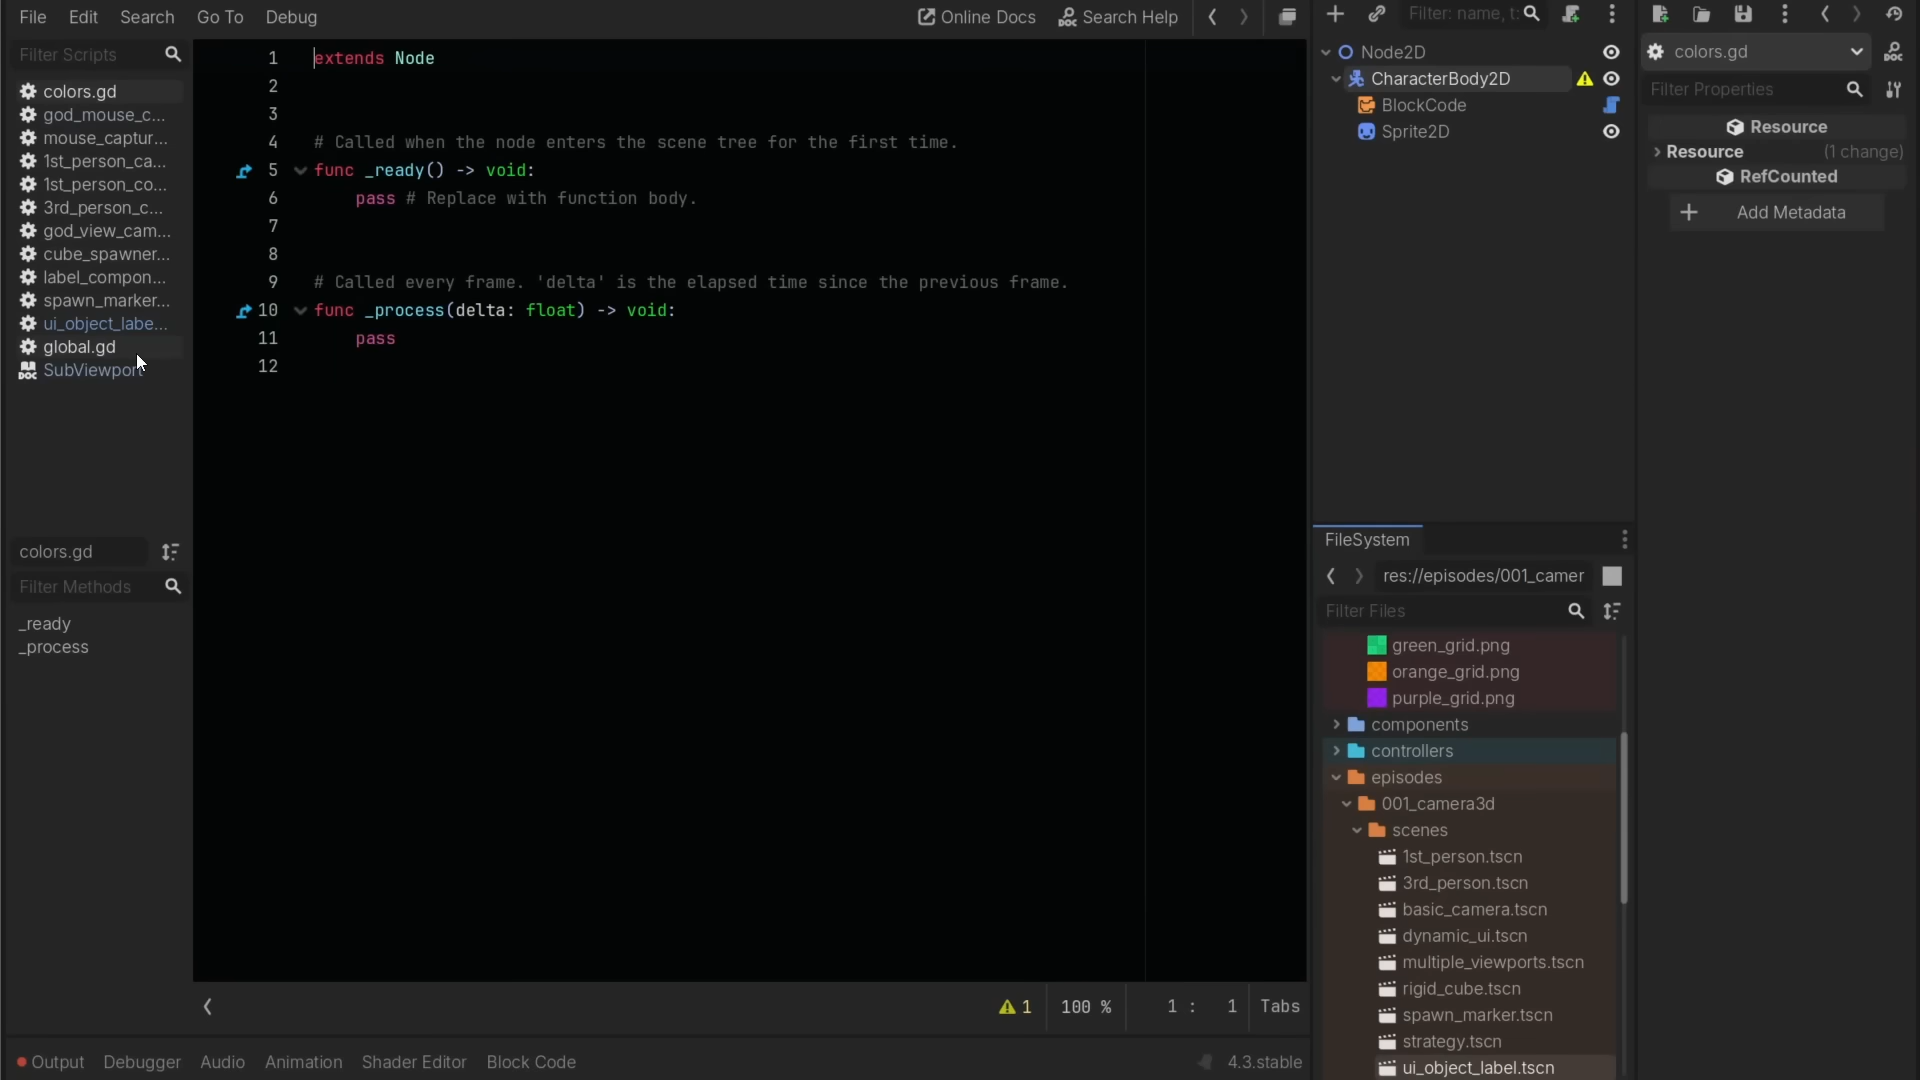 File Edit Search Go To Debug
Online Docs Search Help
Filter Scripts
colors.gd
god_mouse_c...
mouse_captur...
1st_person_ca...
1st_person_co...
3rd_person_c...
god_view_cam...
cube_spawner...
label_compon...
spawn_marker...
ui_object_labe...
global.gd
DOC SubViewport
colors.gd
Filter Methods
_ready
_process
1 extends Node
2
3
4 # Called when the node enters the scene tree for the first time.
5 func _ready() -> void:
6 pass # Replace with function body.
7
8
9 # Called every frame. 'delta' is the elapsed time since the previous frame.
10 func _process(delta: float) -> void:
11 pass
12
1 100 % 1 : 1 Tabs
Output Debugger Audio Animation Shader Editor Block Code 4.3.stable
Filter: name, t:
Node2D
CharacterBody2D
BlockCode
Sprite2D
FileSystem
res://episodes/001_camer
Filter Files
green_grid.png
orange_grid.png
purple_grid.png
components
controllers
episodes
001_camera3d
scenes
1st_person.tscn
3rd_person.tscn
basic_camera.tscn
dynamic_ui.tscn
multiple_viewports.tscn
rigid_cube.tscn
spawn_marker.tscn
strategy.tscn
ui_object_label.tscn
colors.gd
Filter Properties
Resource
Resource (1 change)
RefCounted
Add Metadata